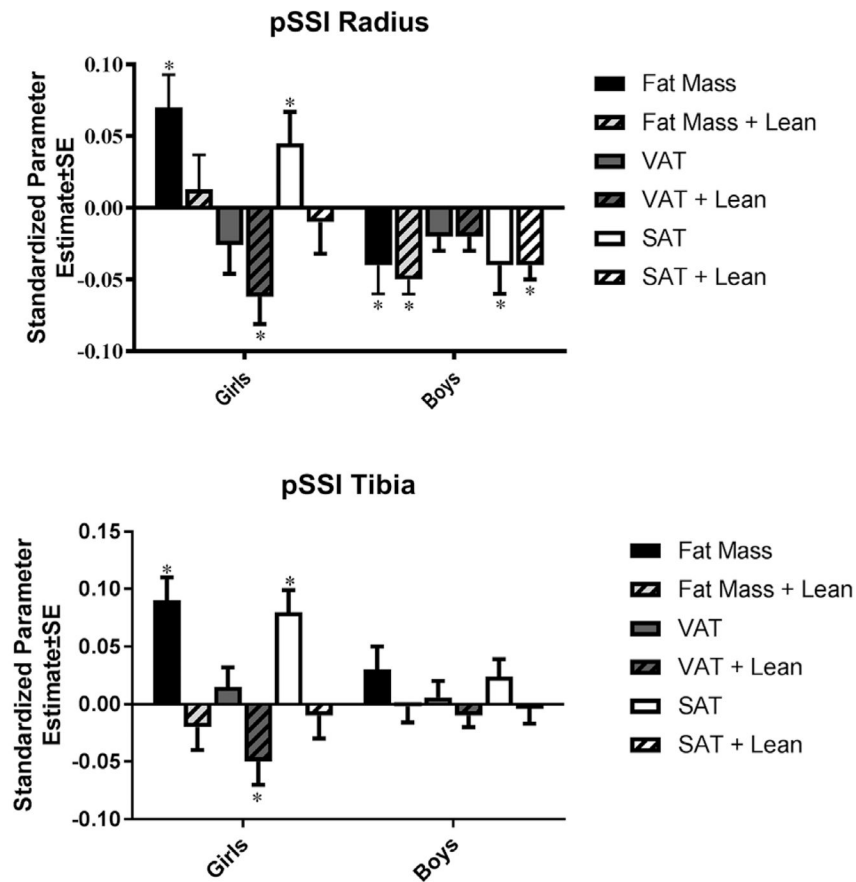 pSSI Radius
Standardized Parameter
Estimate±SE
0.10
0.05
0.00
-0.05
-0.10
*
*
*
*
*
*
*
Girls
Boys
Fat Mass
Fat Mass + Lean
VAT
VAT + Lean
SAT
SAT + Lean
pSSI Tibia
Standardized Parameter
Estimate±SE
0.15
0.10
0.05
0.00
-0.05
-0.10
*
*
*
Girls
Boys
Fat Mass
Fat Mass + Lean
VAT
VAT + Lean
SAT
SAT + Lean